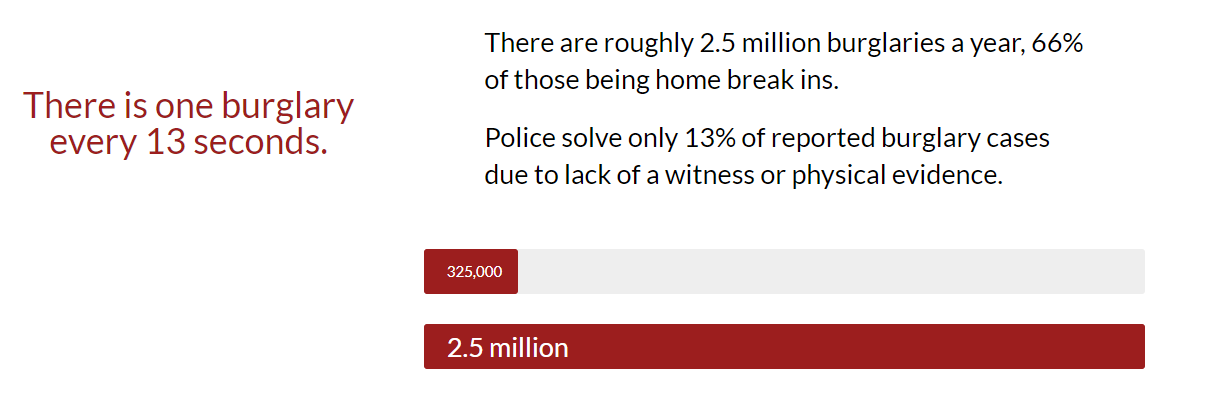 There is one burglary
every 13 seconds.
There are roughly 2.5 million burglaries a year, 66%
of those being home break ins.
Police solve only 13% of reported burglary cases
due to lack of a witness or physical evidence.
325,000
2.5 million